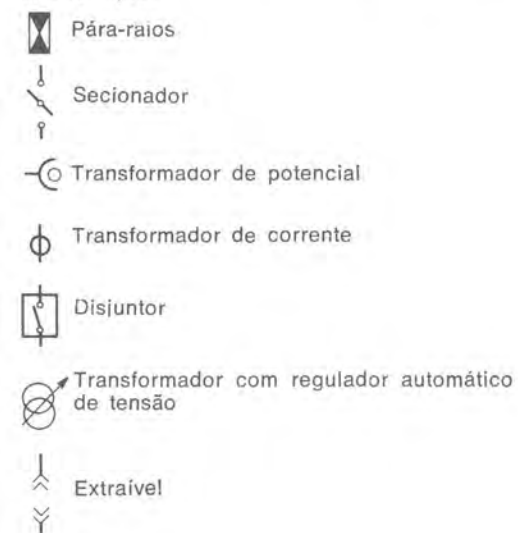 Pára-raios
Secionador
Transformador de potencial
Transformador de corrente
Disjuntor
Transformador com regulador automático
de tensão
Extraível